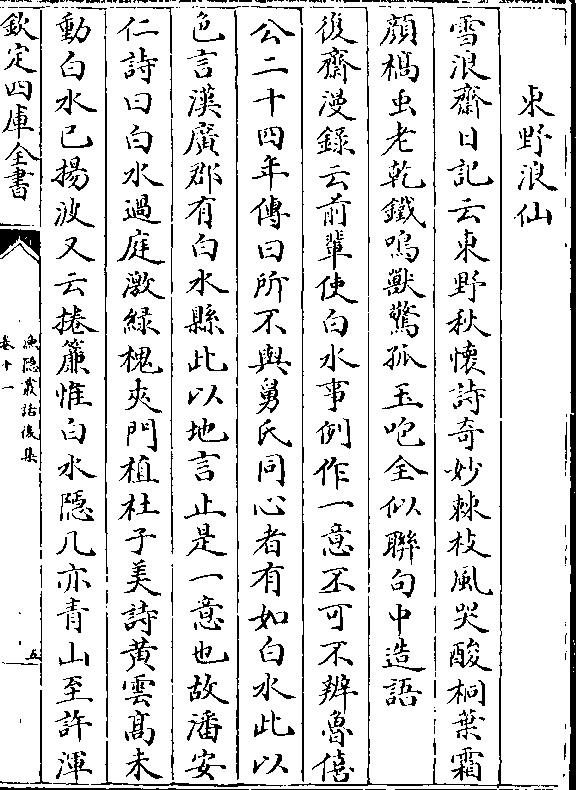 東野浪仙
雪浪齋日記云東野秋懷詩奇妙棘枝風哭酸桐葉霜
顔槁虫老乾鐵鳴獸驚孤玉咆全似聯句中造語
復齋漫錄云前輩使白水事例作一意不可不辨魯僖
公二十四年傳曰所不與舅氏同心者有如白水此以
色言漢廣郡有白水縣此以地言止是一意也故潘安
仁詩曰白水過庭激緑槐夾門植杜子美詩黄雲髙未
動白水已揚波又云捲簾惟白水隱几亦青山至許渾
欽定四庫全書
漁隱叢話後集
卷十一
五